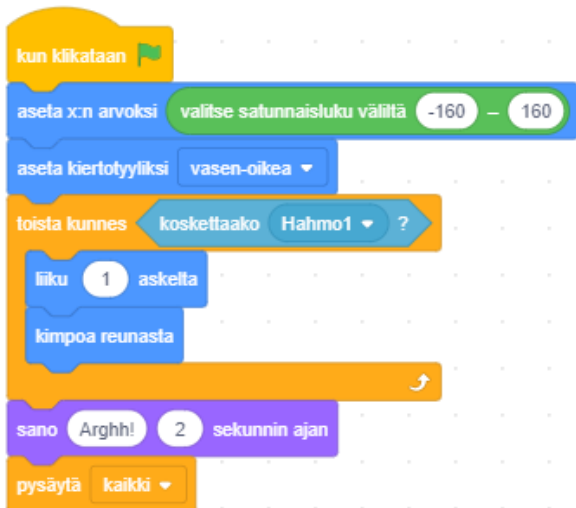 kun klikataan
aseta x:n arvoksi valitse satunnaisluku väliltä -160 – 160
aseta kiertotyyliksi vasen-oikea
toista kunnes koskettaako Hahmo1 ?
liiku 1 askelta
kimpoa reunasta
sano Arghh! 2 sekunnin ajan
pysäytä kaikki